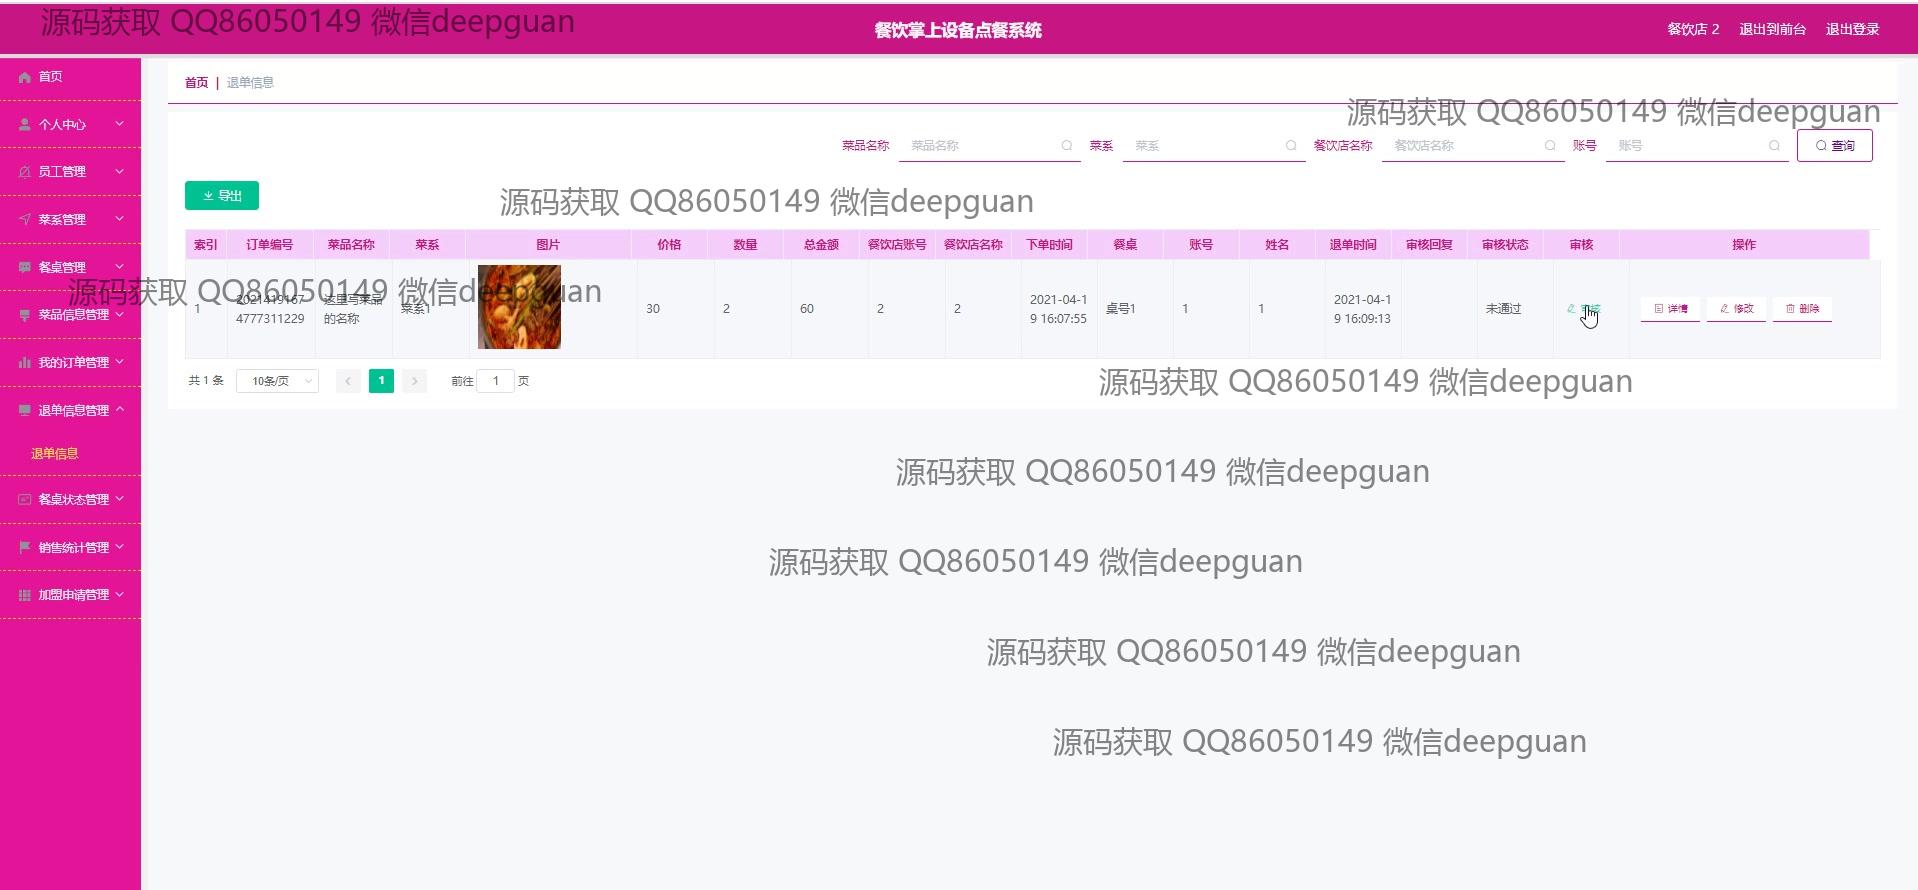 源码获取 QQ86050149 微信deepguan
餐饮掌上设备点餐系统
餐饮店 2 退出到前台 退出登录
首页
个人中心
员工管理
菜系管理
餐桌管理
菜品信息管理
我的订单管理
退单信息管理
退单信息
餐桌状态管理
销售统计管理
加盟申请管理
首页 | 退单信息
源码获取 QQ86050149 微信deepguan
菜品名称 菜品名称 菜系 菜系 餐饮店名称 餐饮店名称 账号 账号 查询
导出
源码获取 QQ86050149 微信deepguan
索引 订单编号 菜品名称 菜系 图片 价格 数量 总金额 餐饮店账号 餐饮店名称 下单时间 餐桌 账号 姓名 退单时间 审核回复 审核状态 审核 操作
源码获取 QQ86050149 微信deepguan
1 2021419167 4777311229 这里写菜品的名称 菜系1 30 2 60 2 2 2021-04-19 16:07:55 桌号1 1 1 2021-04-19 16:09:13 未通过 审核 详情 修改 删除
共 1 条 10条/页 1 前往 1 页
源码获取 QQ86050149 微信deepguan
源码获取 QQ86050149 微信deepguan
源码获取 QQ86050149 微信deepguan
源码获取 QQ86050149 微信deepguan
源码获取 QQ86050149 微信deepguan